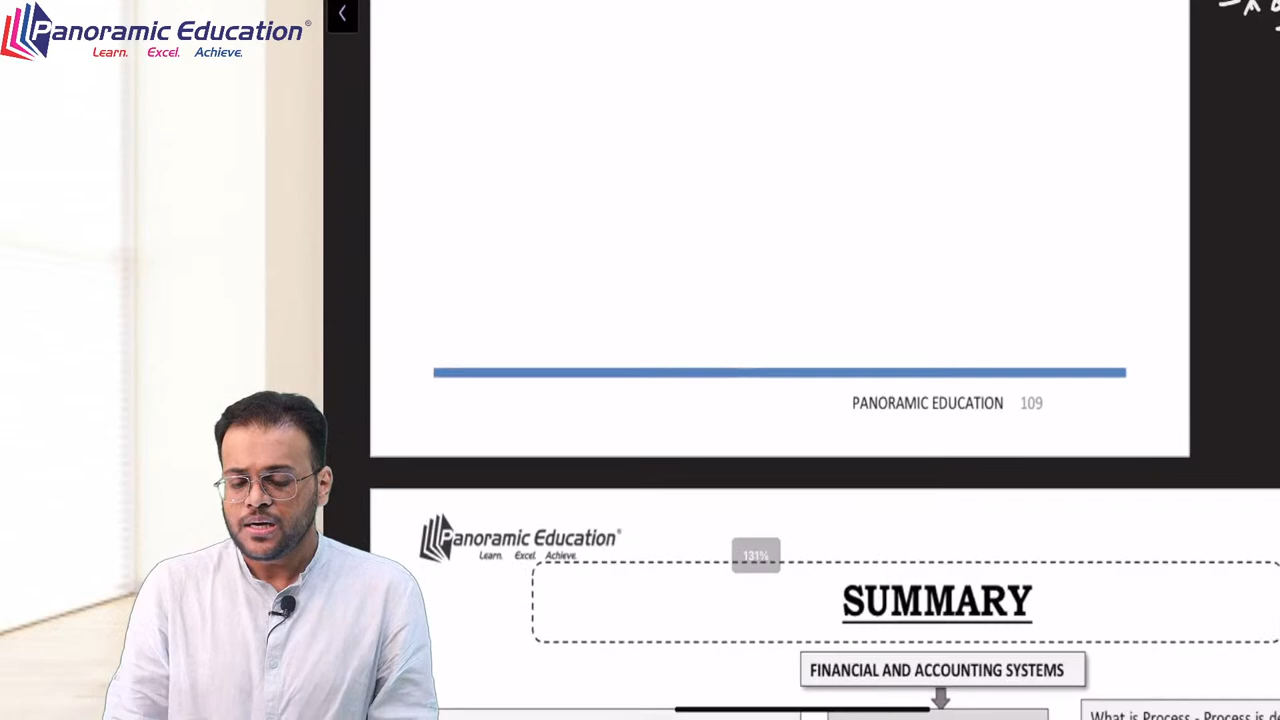 Panoramic Education®
Learn. Excel. Achieve.
PANORAMIC EDUCATION 109
Panoramic Education®
Learn. Excel. Achieve.
131%
SUMMARY
FINANCIAL AND ACCOUNTING SYSTEMS
What is Process - Process is de